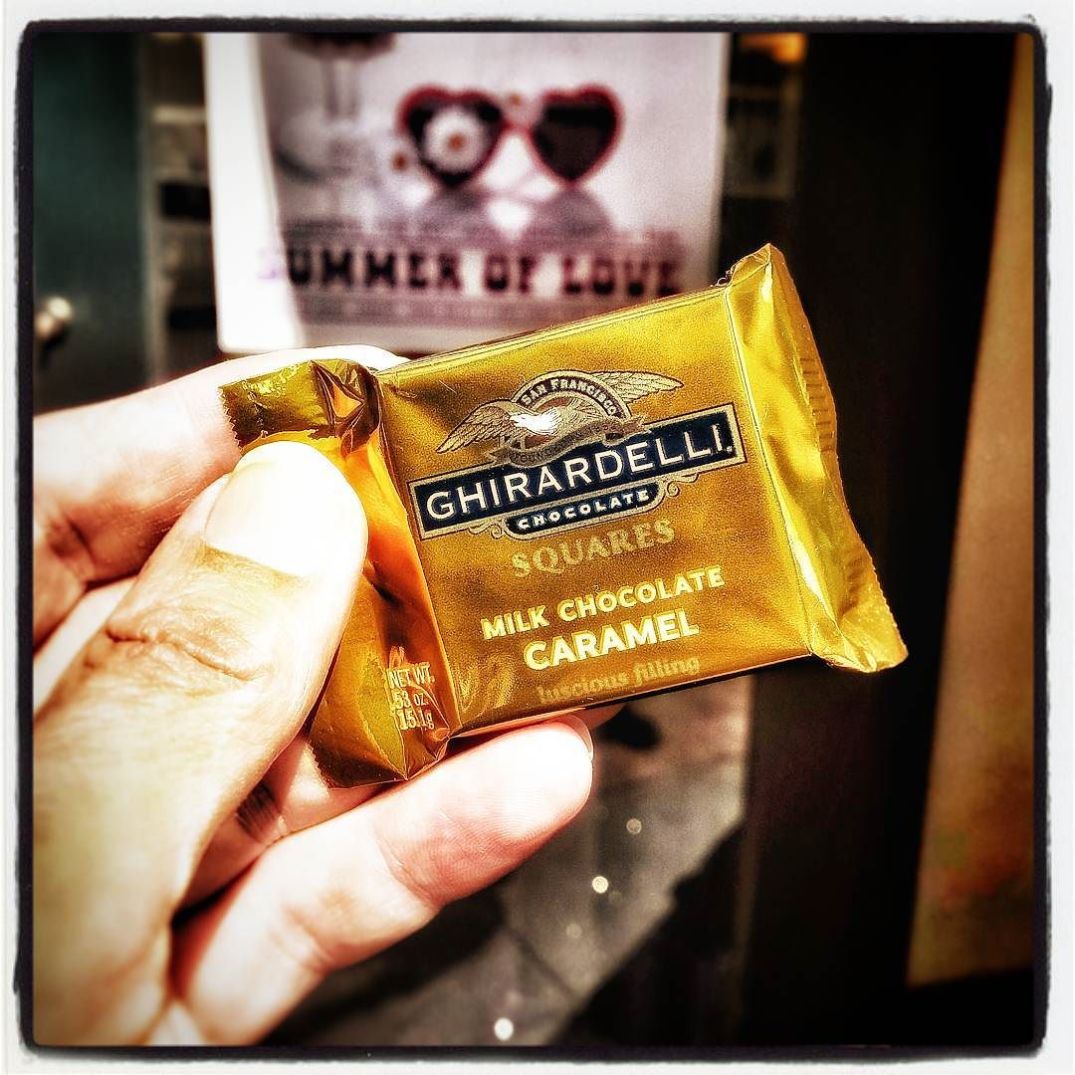 SUMMER OF LOVE
SAN FRANCISCO
GHIRARDELLI
CHOCOLATE
SQUARES
MILK CHOCOLATE
CARAMEL
luscious filling
NET WT.
.53 oz.
15.1g